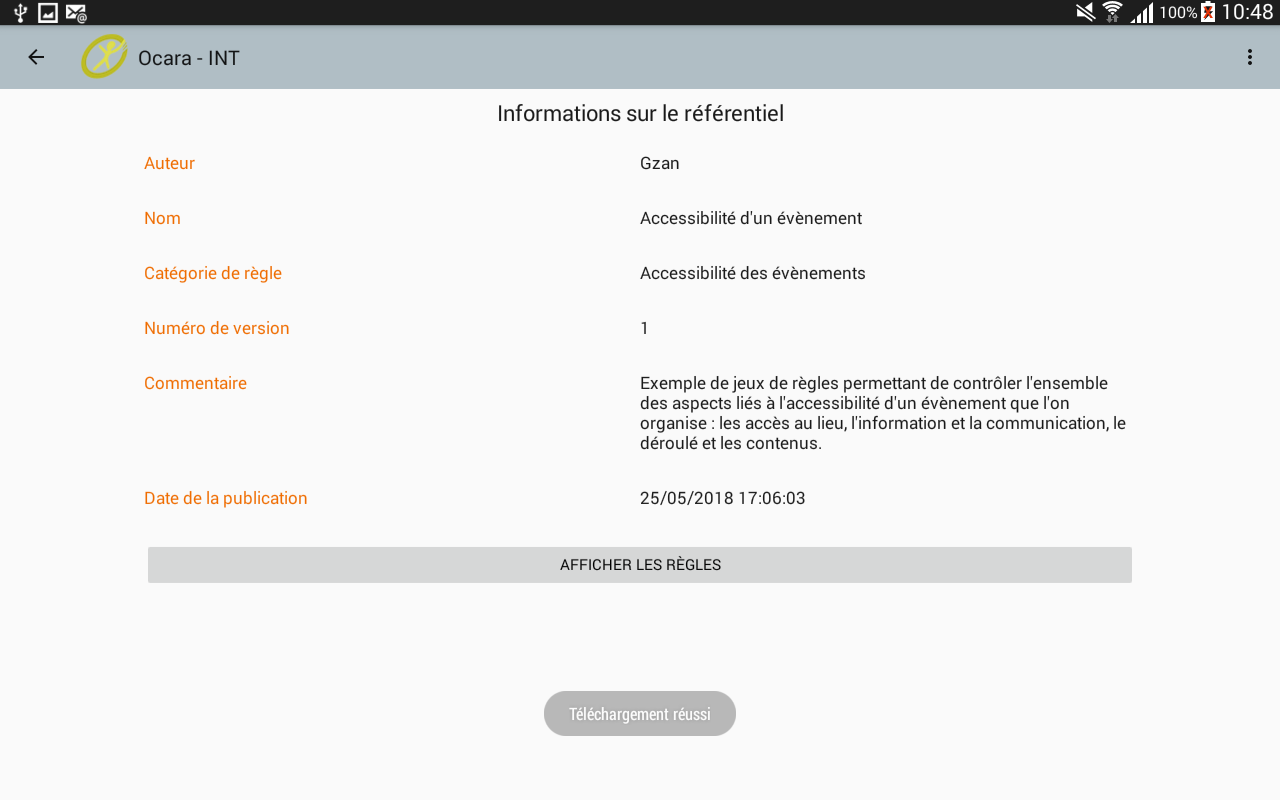 100% 10:48
Ocara - INT
Informations sur le référentiel
Auteur Gzan
Nom Accessibilité d'un évènement
Catégorie de règle Accessibilité des évènements
Numéro de version 1
Commentaire Exemple de jeux de règles permettant de contrôler l'ensemble
des aspects liés à l'accessibilité d'un évènement que l'on
organise : les accès au lieu, l'information et la communication, le
déroulé et les contenus.
Date de la publication 25/05/2018 17:06:03
AFFICHER LES RÈGLES
Téléchargement réussi